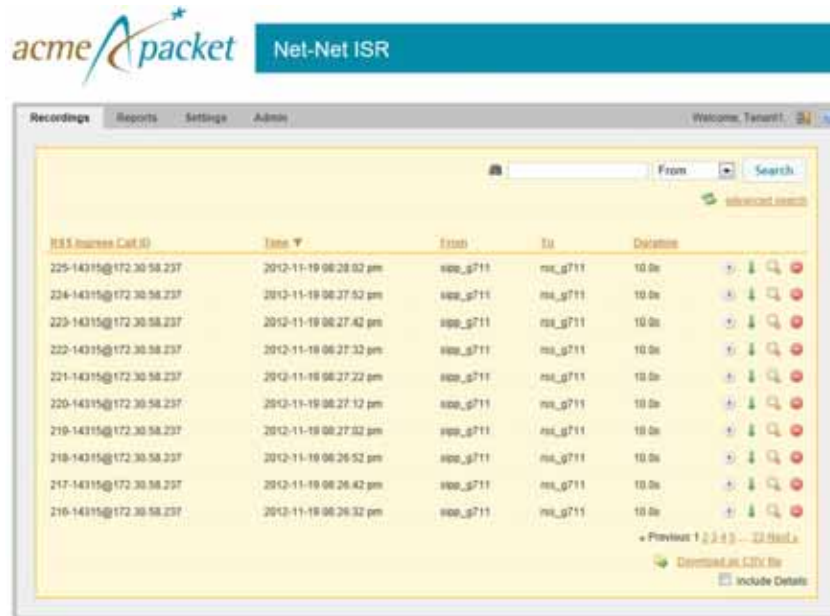 acme packet
Net-Net ISR
Recordings Reports Settings Admin Welcome, Tenant1.
From Search
advanced search
RSS Ingress Call ID Time ▼ From To Duration
225-14315@172.30.58.237 2012-11-19 08:28:02 pm sipp_g711 rss_g711 10.0s
224-14315@172.30.58.237 2012-11-19 08:27:52 pm sipp_g711 rss_g711 10.0s
223-14315@172.30.58.237 2012-11-19 08:27:42 pm sipp_g711 rss_g711 10.0s
222-14315@172.30.58.237 2012-11-19 08:27:32 pm sipp_g711 rss_g711 10.0s
221-14315@172.30.58.237 2012-11-19 08:27:22 pm sipp_g711 rss_g711 10.0s
220-14315@172.30.58.237 2012-11-19 08:27:12 pm sipp_g711 rss_g711 10.0s
219-14315@172.30.58.237 2012-11-19 08:27:02 pm sipp_g711 rss_g711 10.0s
218-14315@172.30.58.237 2012-11-19 08:26:52 pm sipp_g711 rss_g711 10.0s
217-14315@172.30.58.237 2012-11-19 08:26:42 pm sipp_g711 rss_g711 10.0s
216-14315@172.30.58.237 2012-11-19 08:26:32 pm sipp_g711 rss_g711 10.0s
« Previous 1 2 3 4 5 ... 23 Next »
Download as CSV file
Include Details